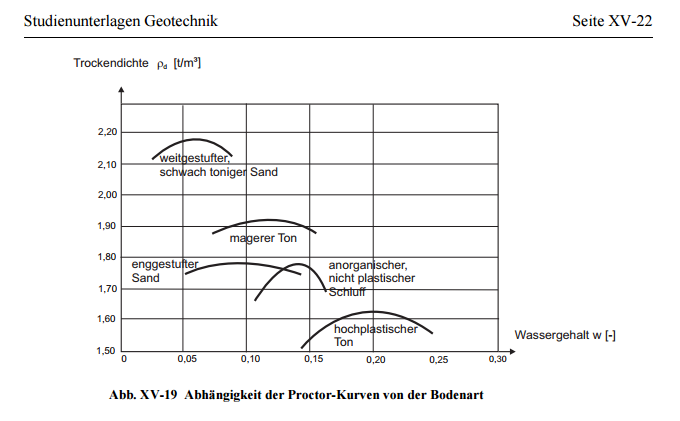 Studienunterlagen Geotechnik
Seite XV-22
Trockendichte ρd [t/m³]
2,20
2,10
2,00
1,90
1,80
1,70
1,60
1,50
weitgestufter,
schwach toniger Sand
magerer Ton
enggestufter
Sand
anorganischer,
nicht plastischer
Schluff
hochplastischer
Ton
Wassergehalt w [-]
0
0,05
0,10
0,15
0,20
0,25
0,30
Abb. XV-19 Abhängigkeit der Proctor-Kurven von der Bodenart